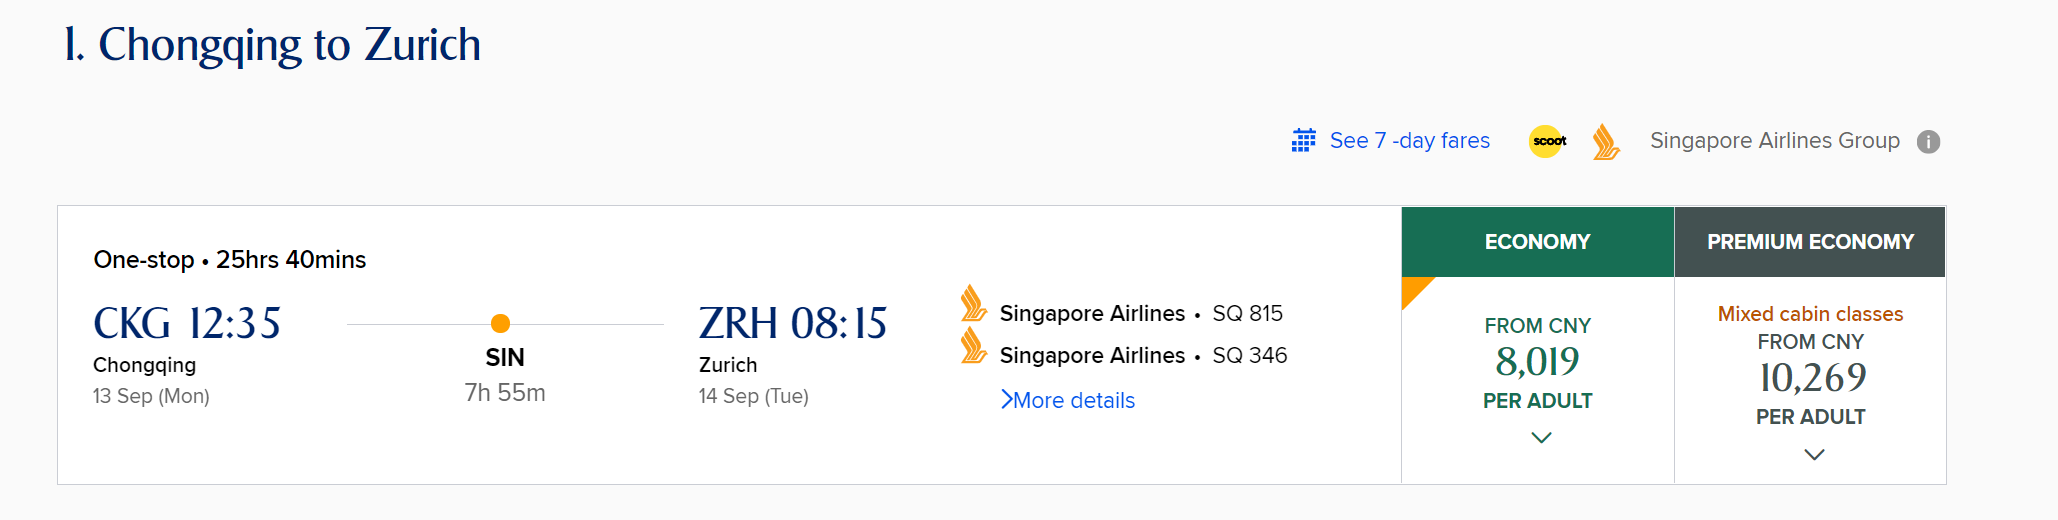 1. Chongqing to Zurich
See 7 -day fares
scoot
Singapore Airlines Group
i
One-stop • 25hrs 40mins
CKG 12:35
Chongqing
13 Sep (Mon)
SIN
7h 55m
ZRH 08:15
Zurich
14 Sep (Tue)
Singapore Airlines • SQ 815
Singapore Airlines • SQ 346
More details
ECONOMY
FROM CNY
8,019
PER ADULT
PREMIUM ECONOMY
Mixed cabin classes
FROM CNY
10,269
PER ADULT